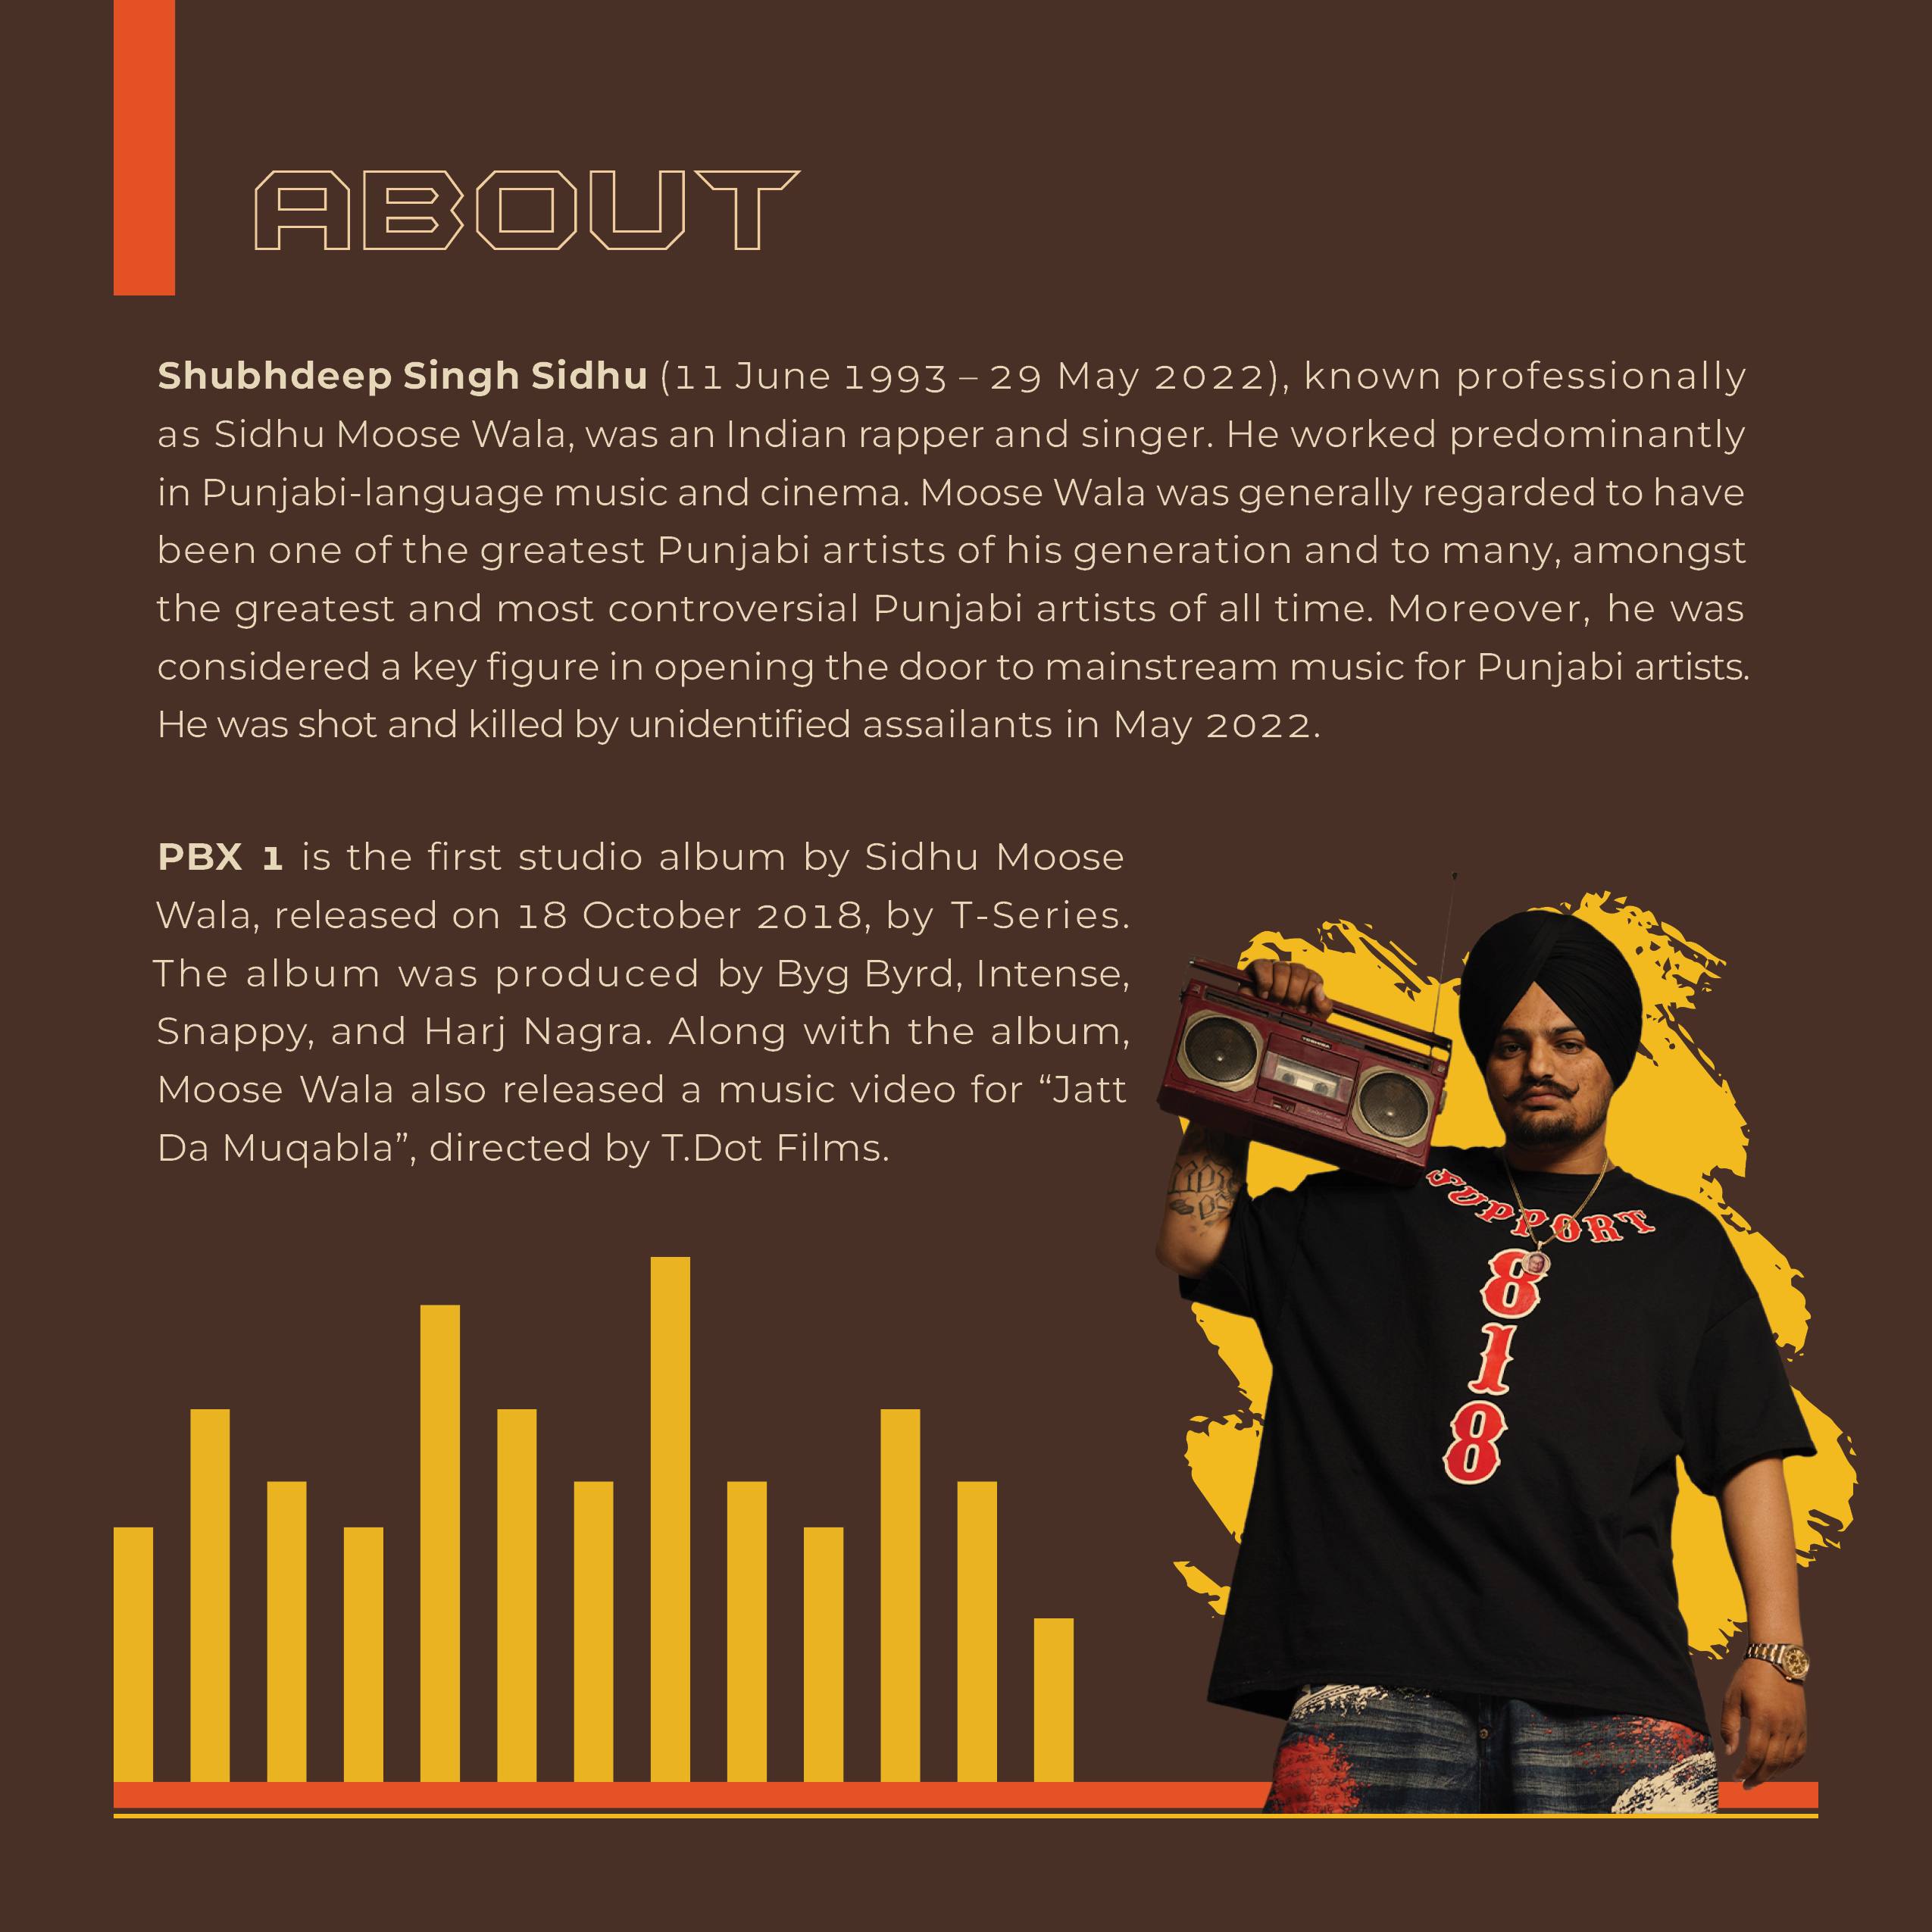 ABOUT
Shubhdeep Singh Sidhu (11 June 1993 – 29 May 2022), known professionally
as Sidhu Moose Wala, was an Indian rapper and singer. He worked predominantly
in Punjabi-language music and cinema. Moose Wala was generally regarded to have
been one of the greatest Punjabi artists of his generation and to many, amongst
the greatest and most controversial Punjabi artists of all time. Moreover, he was
considered a key figure in opening the door to mainstream music for Punjabi artists.
He was shot and killed by unidentified assailants in May 2022.
PBX 1 is the first studio album by Sidhu Moose
Wala, released on 18 October 2018, by T-Series.
The album was produced by Byg Byrd, Intense,
Snappy, and Harj Nagra. Along with the album,
Moose Wala also released a music video for “Jatt
Da Muqabla”, directed by T.Dot Films.
TOSHIBA
SUPPORT
8
1
8